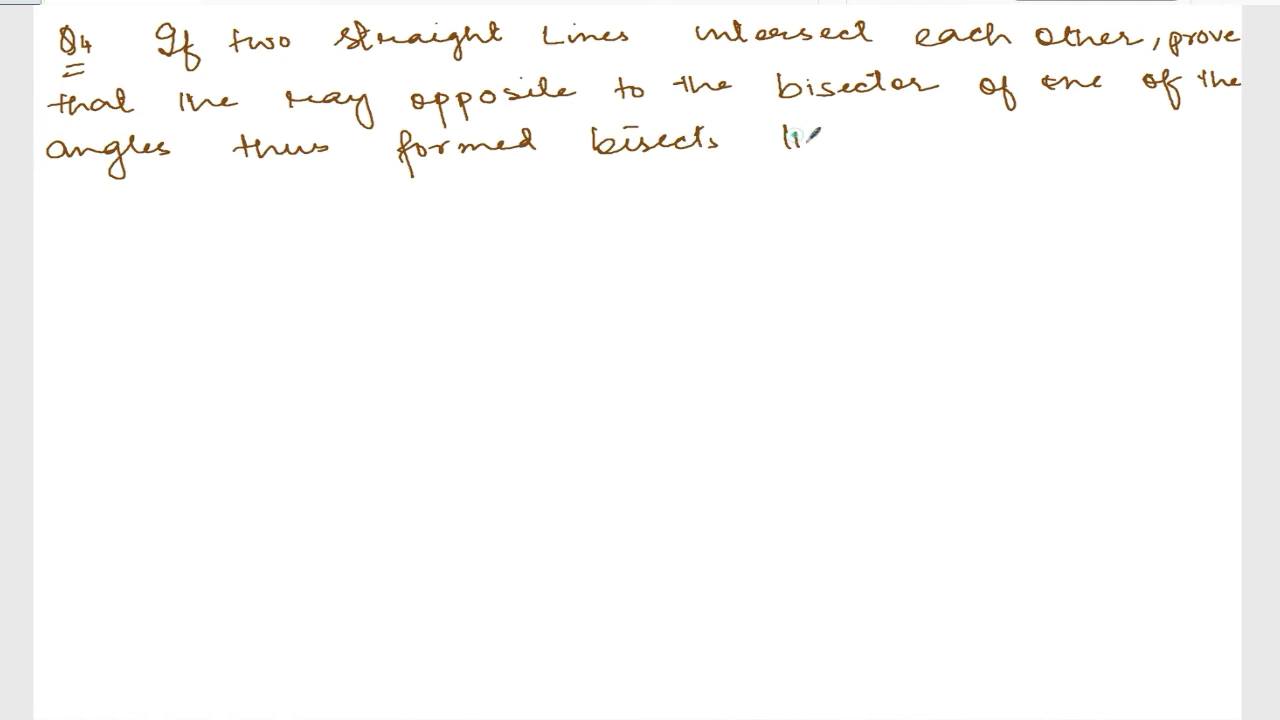 Q4 If two straight lines intersect each other, prove
that the ray opposite to the bisector of one of the
angles thus formed bisects